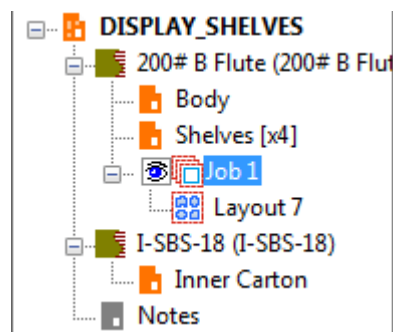 DISPLAY_SHELVES
200# B Flute (200# B Flut
Body
Shelves [x4]
Job 1
Layout 7
I-SBS-18 (I-SBS-18)
Inner Carton
Notes